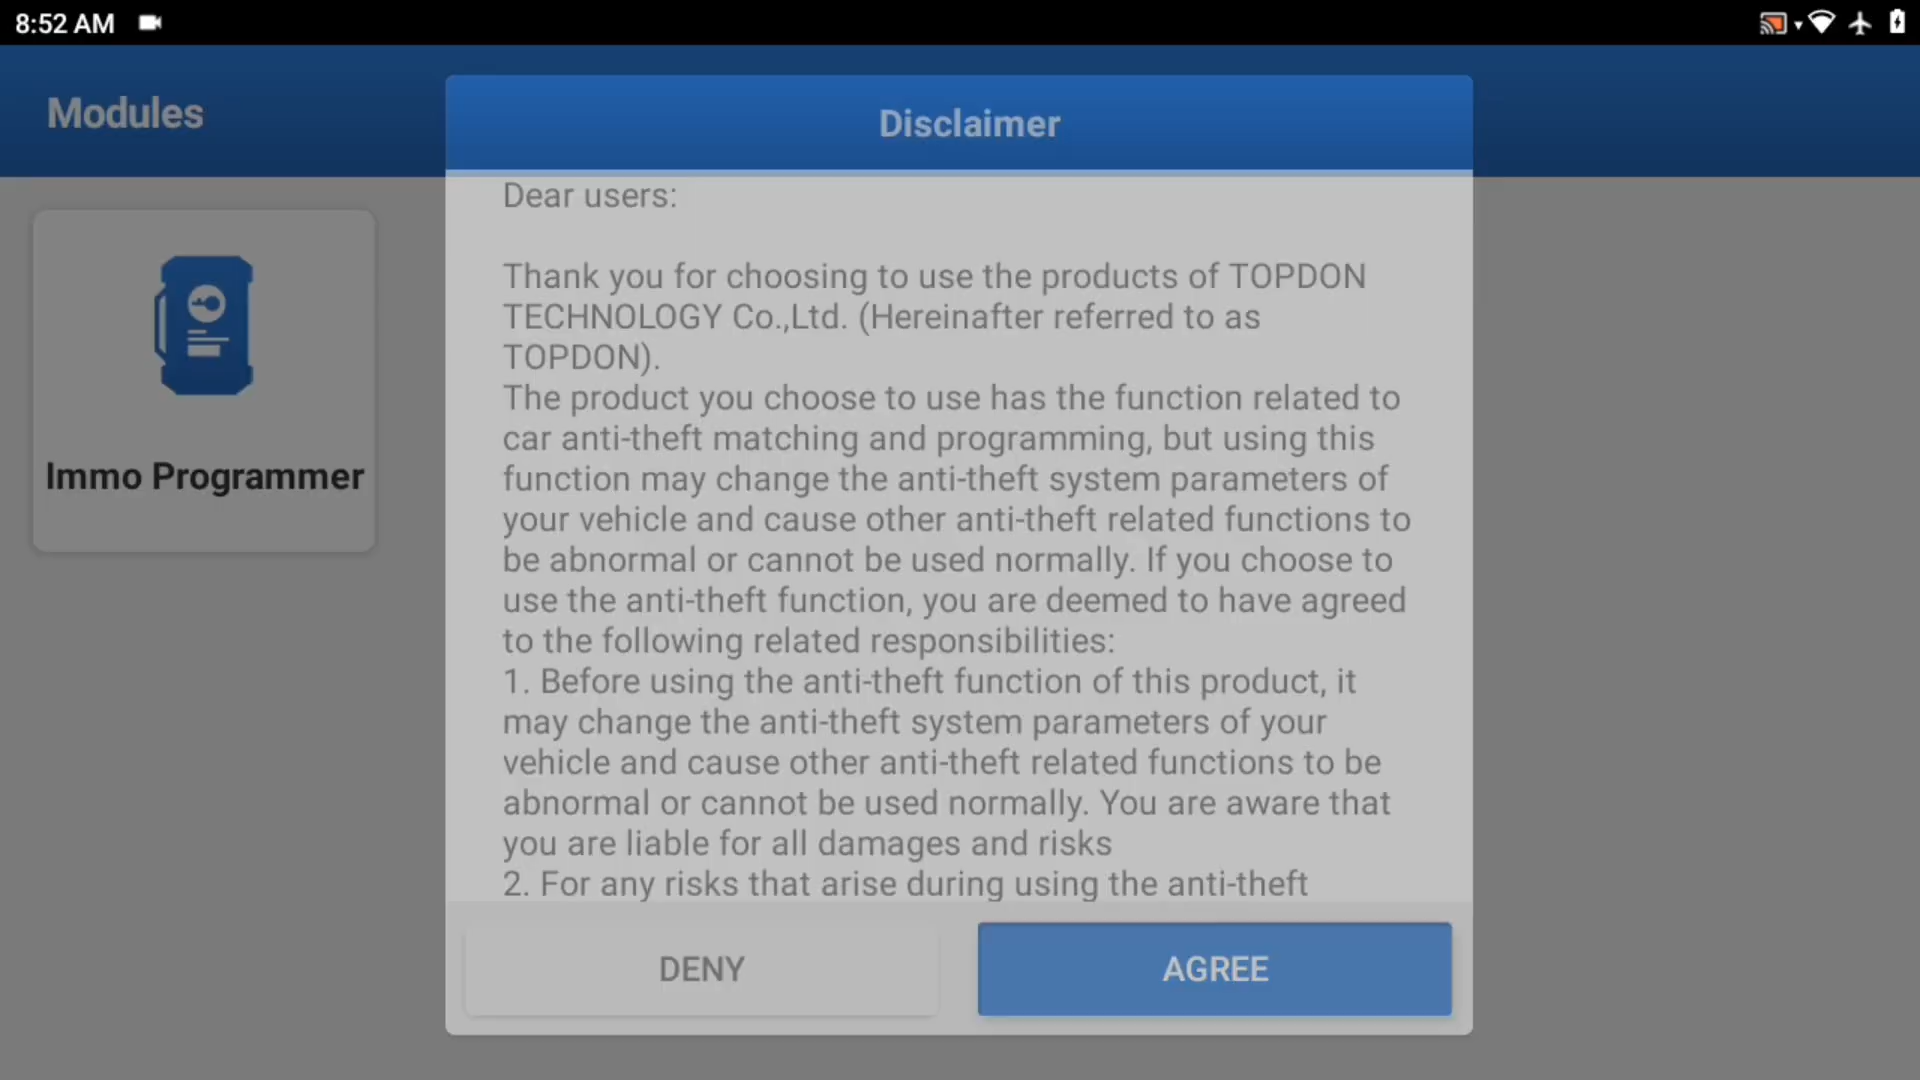 8:52 AM
Modules
Disclaimer
Dear users:
Thank you for choosing to use the products of TOPDON
TECHNOLOGY Co.,Ltd. (Hereinafter referred to as
TOPDON).
The product you choose to use has the function related to
car anti-theft matching and programming, but using this
function may change the anti-theft system parameters of
your vehicle and cause other anti-theft related functions to
be abnormal or cannot be used normally. If you choose to
use the anti-theft function, you are deemed to have agreed
to the following related responsibilities:
1. Before using the anti-theft function of this product, it
may change the anti-theft system parameters of your
vehicle and cause other anti-theft related functions to be
abnormal or cannot be used normally. You are aware that
you are liable for all damages and risks
2. For any risks that arise during using the anti-theft
Immo Programmer
DENY
AGREE